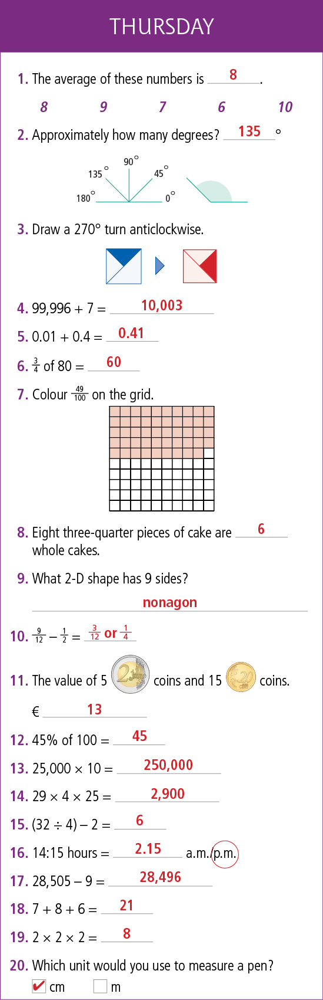 THURSDAY
1. The average of these numbers is 8.
8 9 7 6 10
2. Approximately how many degrees? 135 °
90°
135° 45°
180° 0°
3. Draw a 270° turn anticlockwise.
4. 99,996 + 7 = 10,003
5. 0.01 + 0.4 = 0.41
6. 3/4 of 80 = 60
7. Colour 49/100 on the grid.
8. Eight three-quarter pieces of cake are 6
whole cakes.
9. What 2-D shape has 9 sides?
nonagon
10. 9/12 – 1/2 = 3/12 or 1/4
11. The value of 5 2 EURO coins and 15 20 CENT coins.
€ 13
12. 45% of 100 = 45
13. 25,000 × 10 = 250,000
14. 29 × 4 × 25 = 2,900
15. (32 ÷ 4) – 2 = 6
16. 14:15 hours = 2.15 a.m./p.m.
17. 28,505 – 9 = 28,496
18. 7 + 8 + 6 = 21
19. 2 × 2 × 2 = 8
20. Which unit would you use to measure a pen?
✔ cm m